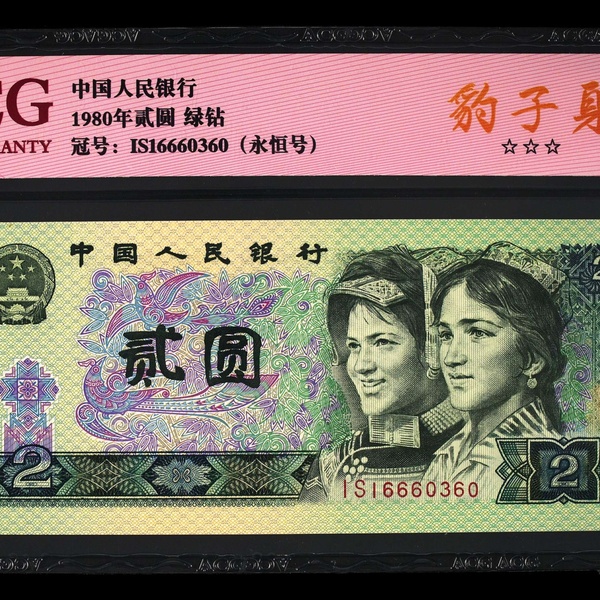 中国人民银行
1980年贰圆 绿钻
冠号：IS16660360（永恒号）
豹子
☆☆☆
CG
RANTY
中国人民银行
贰圆
2
2
IS16660360